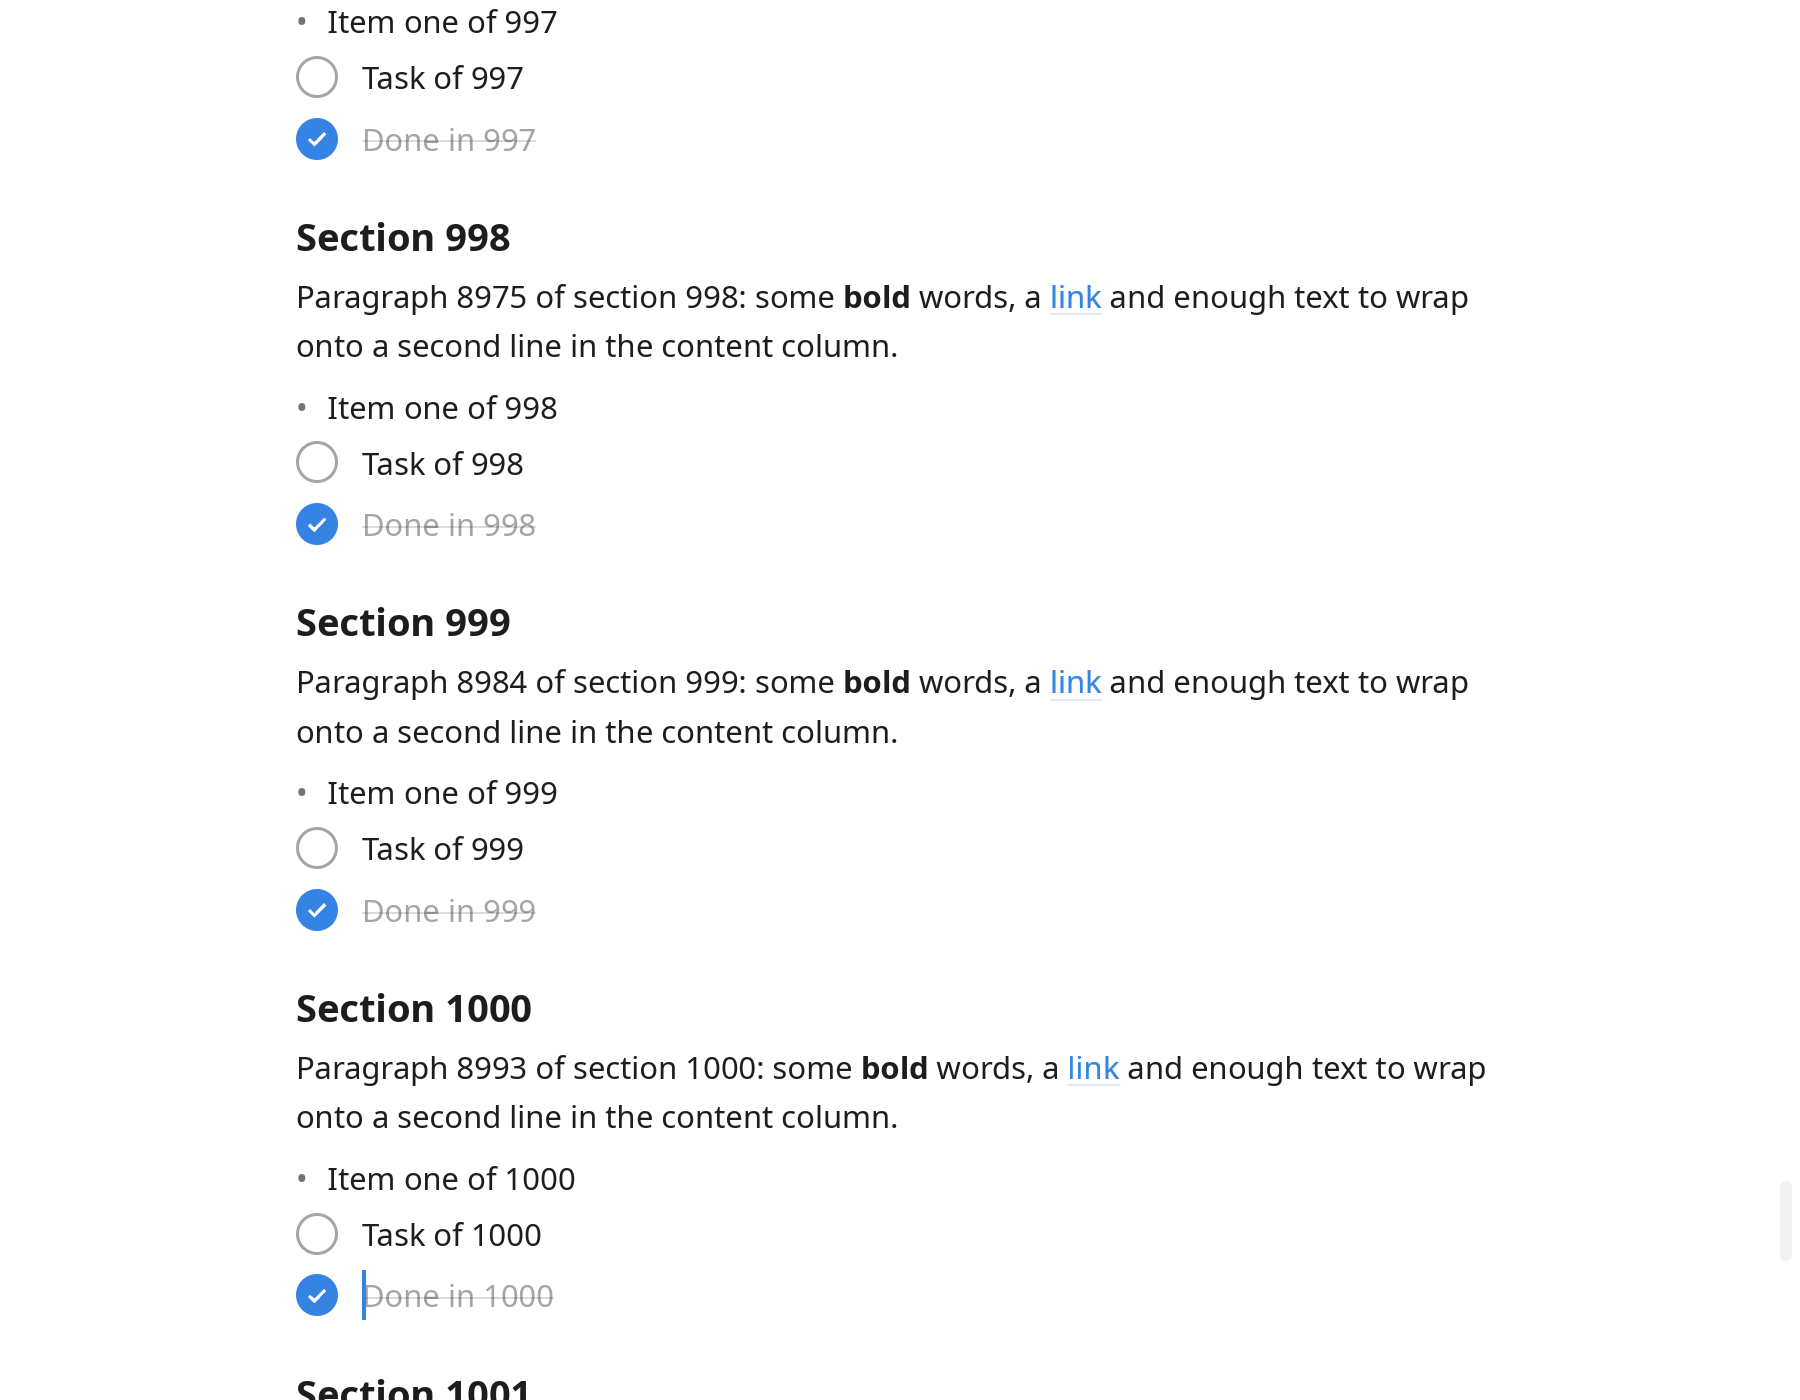 • Item one of 997
Task of 997
Done in 997
Section 998
Paragraph 8975 of section 998: some bold words, a link and enough text to wrap
onto a second line in the content column.
• Item one of 998
Task of 998
Done in 998
Section 999
Paragraph 8984 of section 999: some bold words, a link and enough text to wrap
onto a second line in the content column.
• Item one of 999
Task of 999
Done in 999
Section 1000
Paragraph 8993 of section 1000: some bold words, a link and enough text to wrap
onto a second line in the content column.
• Item one of 1000
Task of 1000
Done in 1000
Section 1001